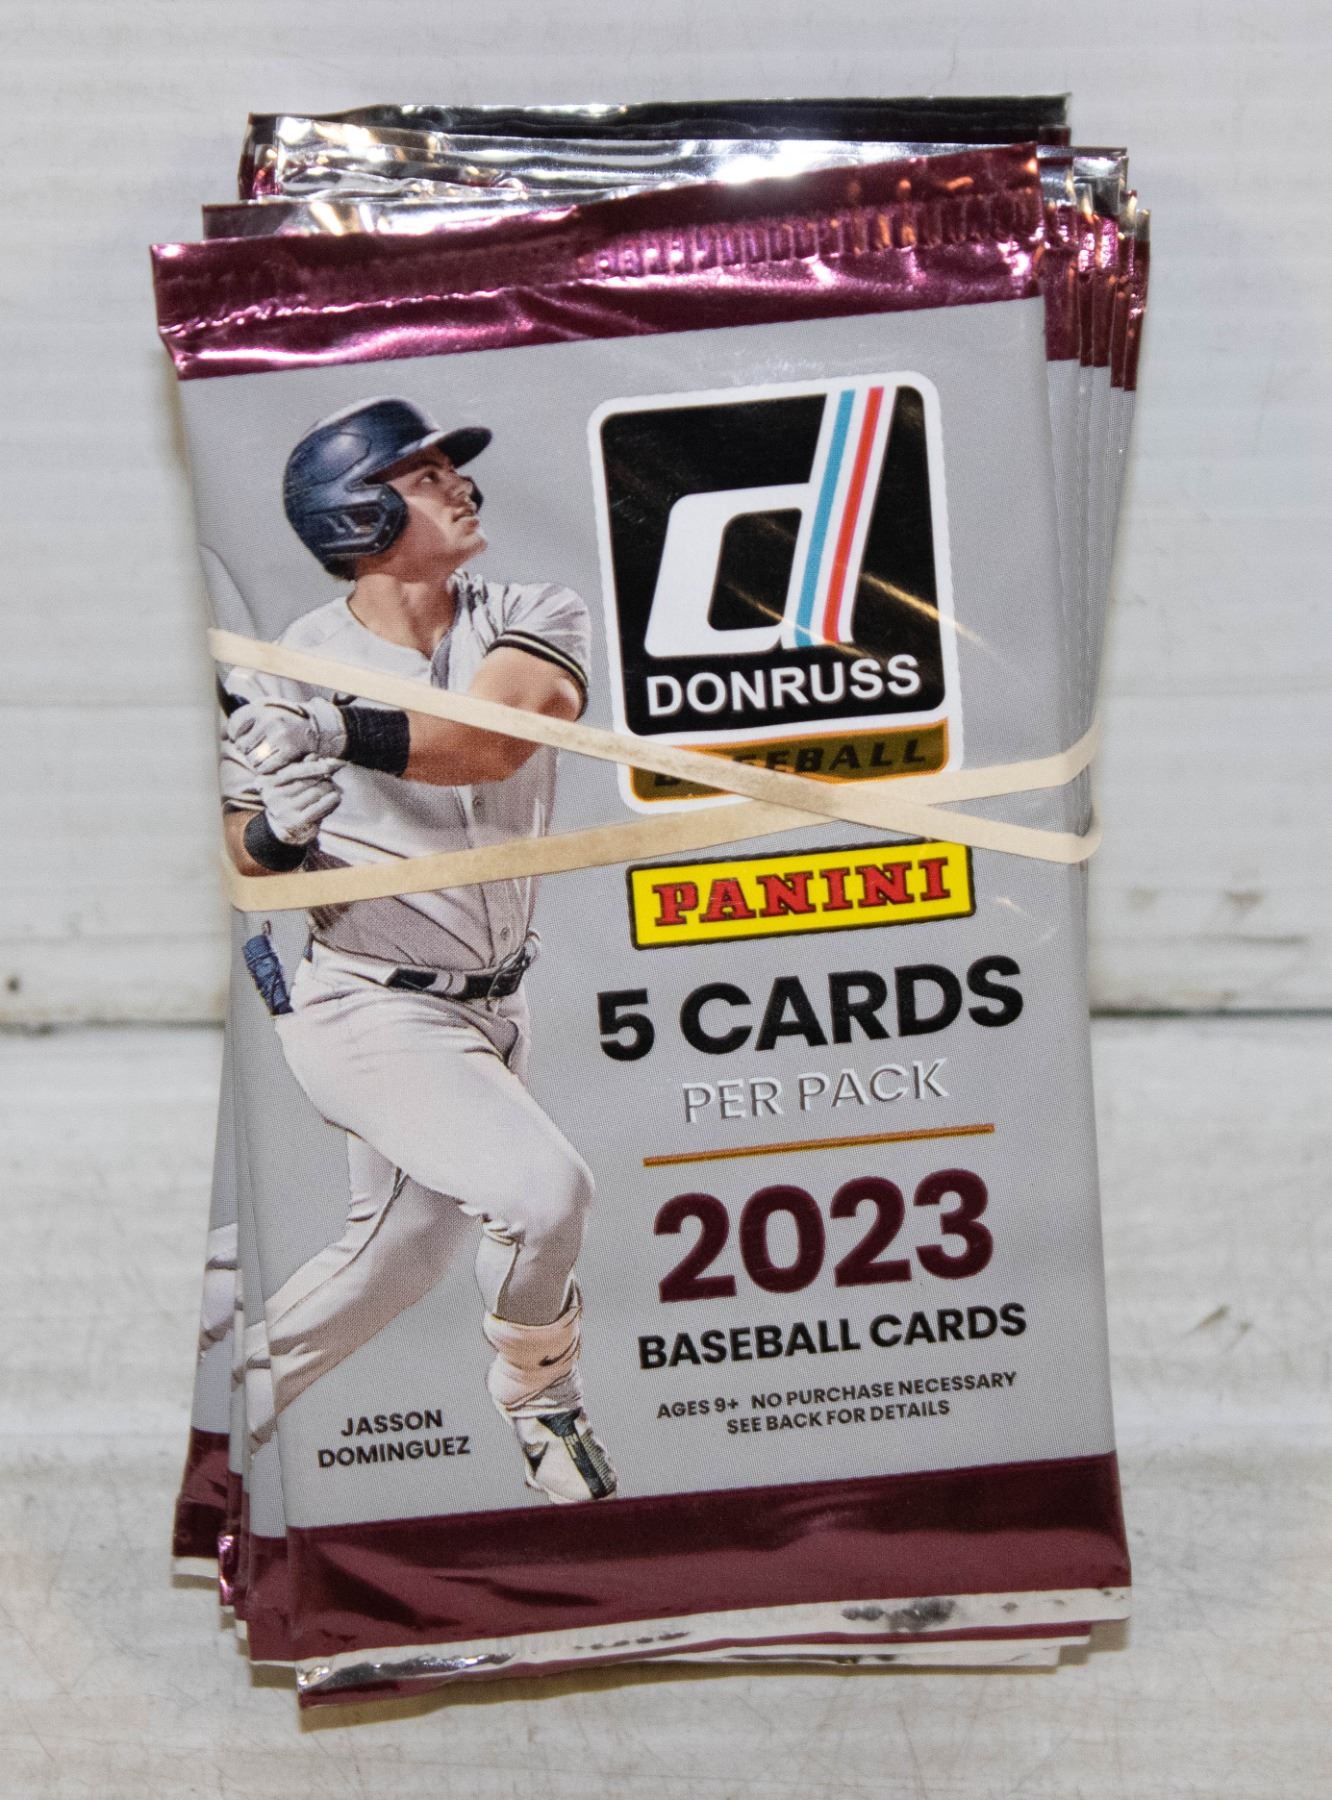 DONRUSS
BASEBALL
PANINI
5 CARDS
PER PACK
2023
BASEBALL CARDS
AGES 9+ NO PURCHASE NECESSARY
SEE BACK FOR DETAILS
JASSON
DOMINGUEZ